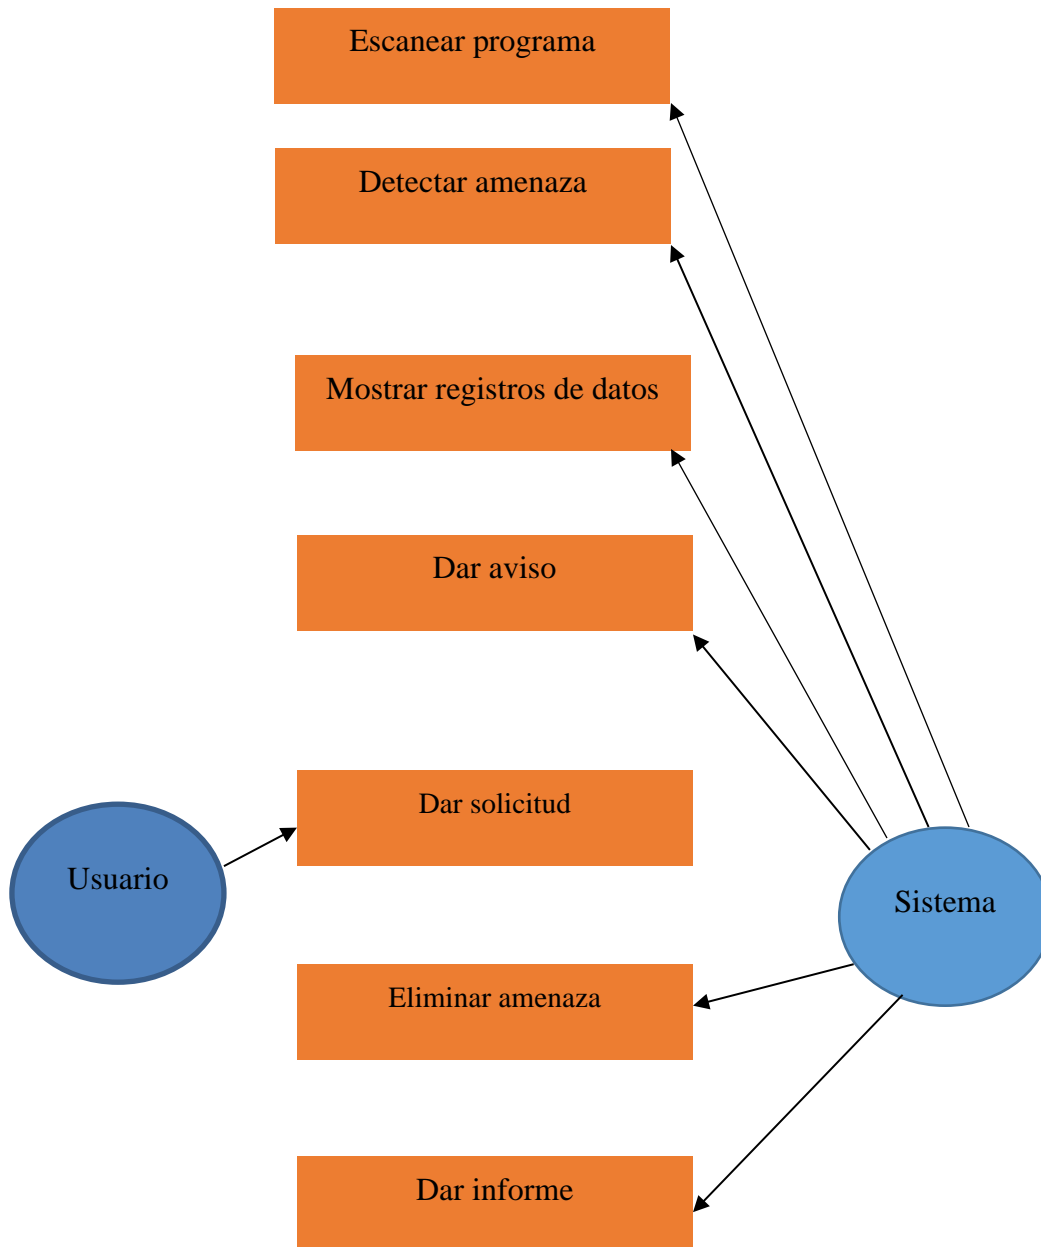 Escanear programa
Detectar amenaza
Mostrar registros de datos
Dar aviso
Dar solicitud
Usuario
Sistema
Eliminar amenaza
Dar informe